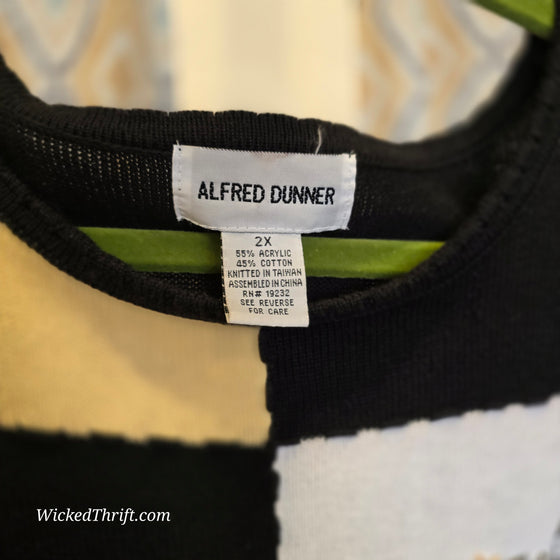 ALFRED DUNNER
2X
55% ACRYLIC
45% COTTON
KNITTED IN TAIWAN
ASSEMBLED IN CHINA
RN# 19232
SEE REVERSE
FOR CARE
WickedThrift.com